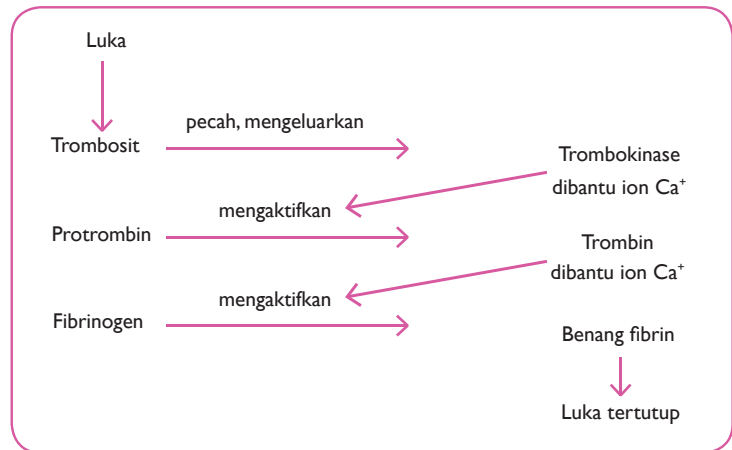 Luka
pecah, mengeluarkan
Trombosit
Trombokinase
dibantu ion Ca⁺
mengaktifkan
Protrombin
Trombin
dibantu ion Ca⁺
mengaktifkan
Fibrinogen
Benang fibrin
Luka tertutup